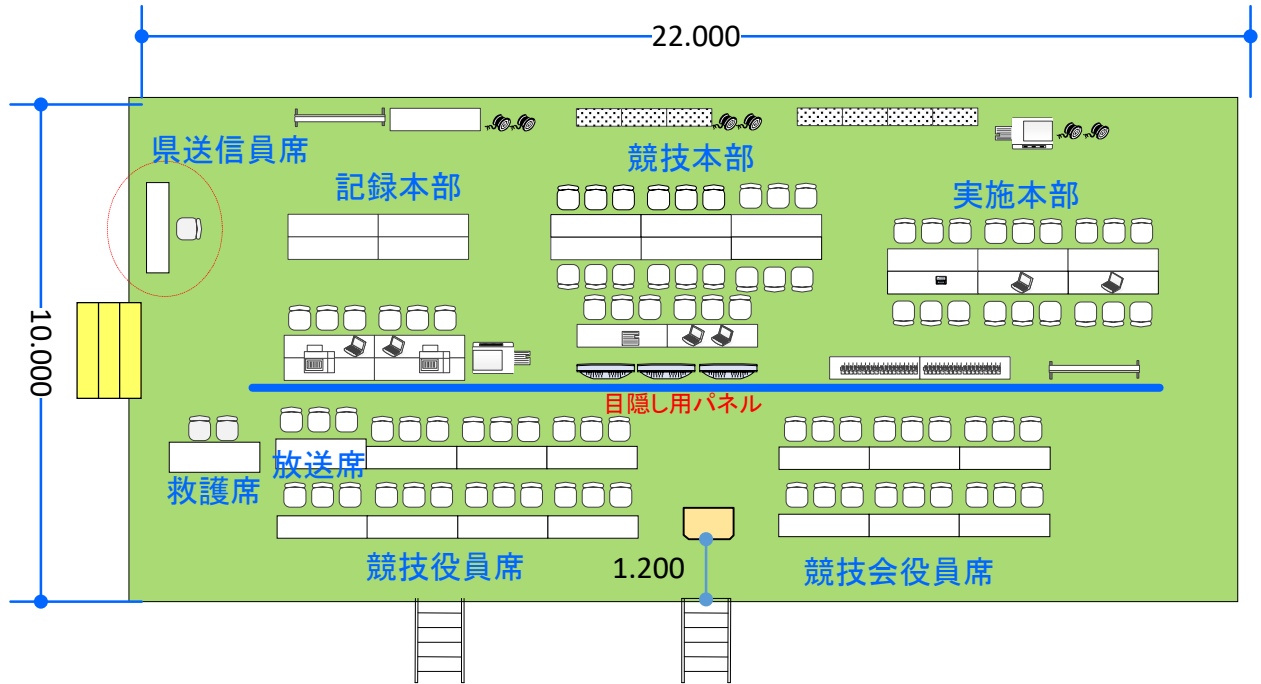 22.000
県送信員席
競技本部
記録本部
実施本部
10.000
目隠し用パネル
放送席
救護席
競技役員席
1.200
競技会役員席